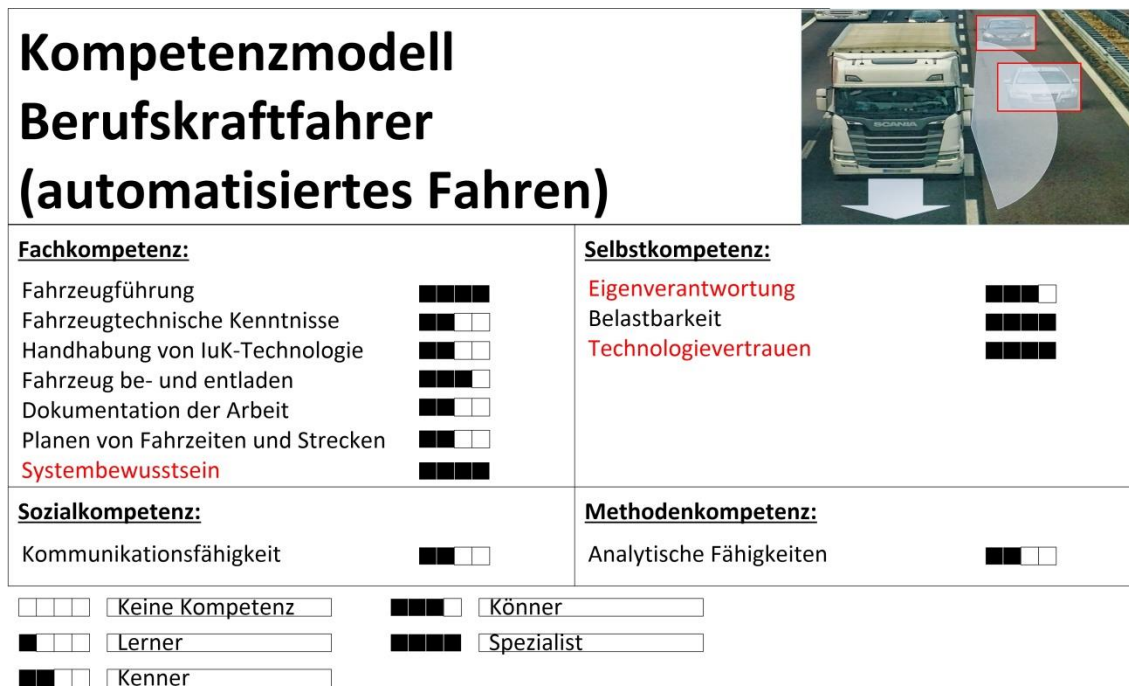 Kompetenzmodell
Berufskraftfahrer
(automatisiertes Fahren)
SCANIA
Fachkompetenz:
Fahrzeugführung
Fahrzeugtechnische Kenntnisse
Handhabung von IuK-Technologie
Fahrzeug be- und entladen
Dokumentation der Arbeit
Planen von Fahrzeiten und Strecken
Systembewusstsein
Selbstkompetenz:
Eigenverantwortung
Belastbarkeit
Technologievertrauen
Sozialkompetenz:
Kommunikationsfähigkeit
Methodenkompetenz:
Analytische Fähigkeiten
Keine Kompetenz
Lerner
Kenner
Könner
Spezialist